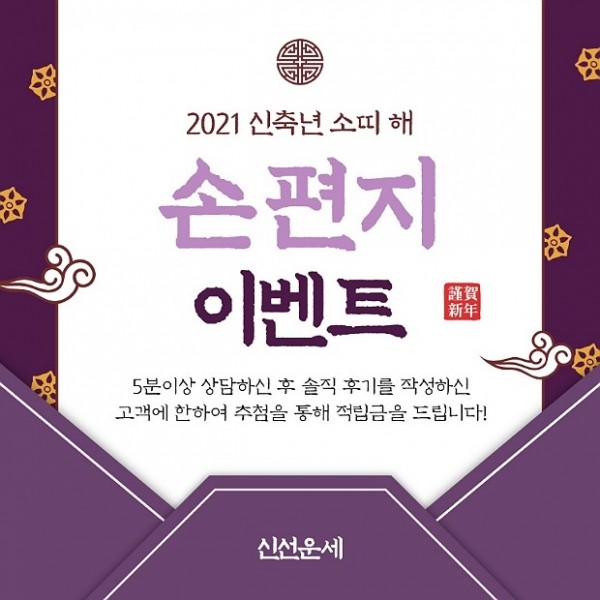 2021 신축년 소띠 해
손편지
이벤트
謹賀
新年
5분이상 상담하신 후 솔직 후기를 작성하신
고객에 한하여 추첨을 통해 적립금을 드립니다!
신선운세